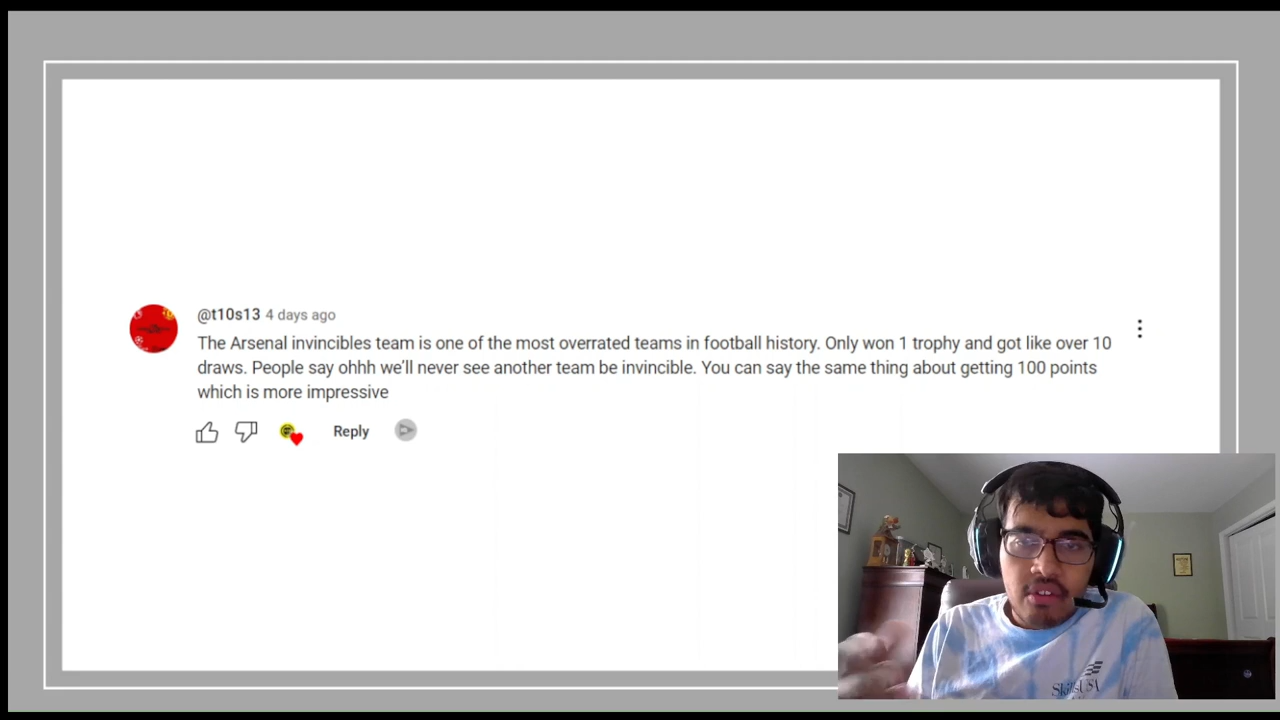 @t10s13 4 days ago
The Arsenal invincibles team is one of the most overrated teams in football history. Only won 1 trophy and got like over 10
draws. People say ohhh we’ll never see another team be invincible. You can say the same thing about getting 100 points
which is more impressive
Reply
SkillsUSA